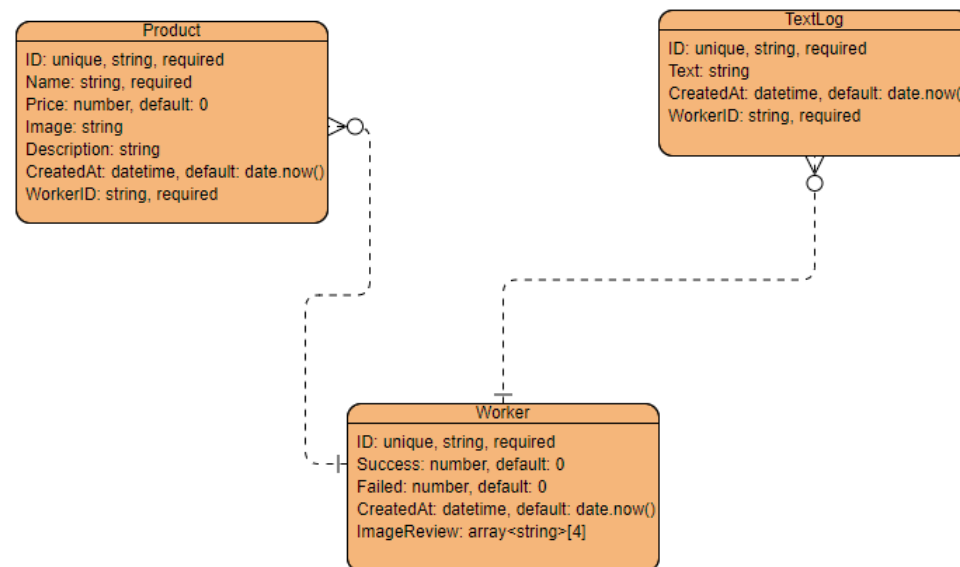 Product
ID: unique, string, required
Name: string, required
Price: number, default: 0
Image: string
Description: string
CreatedAt: datetime, default: date.now()
WorkerID: string, required
TextLog
ID: unique, string, required
Text: string
CreatedAt: datetime, default: date.now(
WorkerID: string, required
Worker
ID: unique, string, required
Success: number, default: 0
Failed: number, default: 0
CreatedAt: datetime, default: date.now()
ImageReview: array<string>[4]